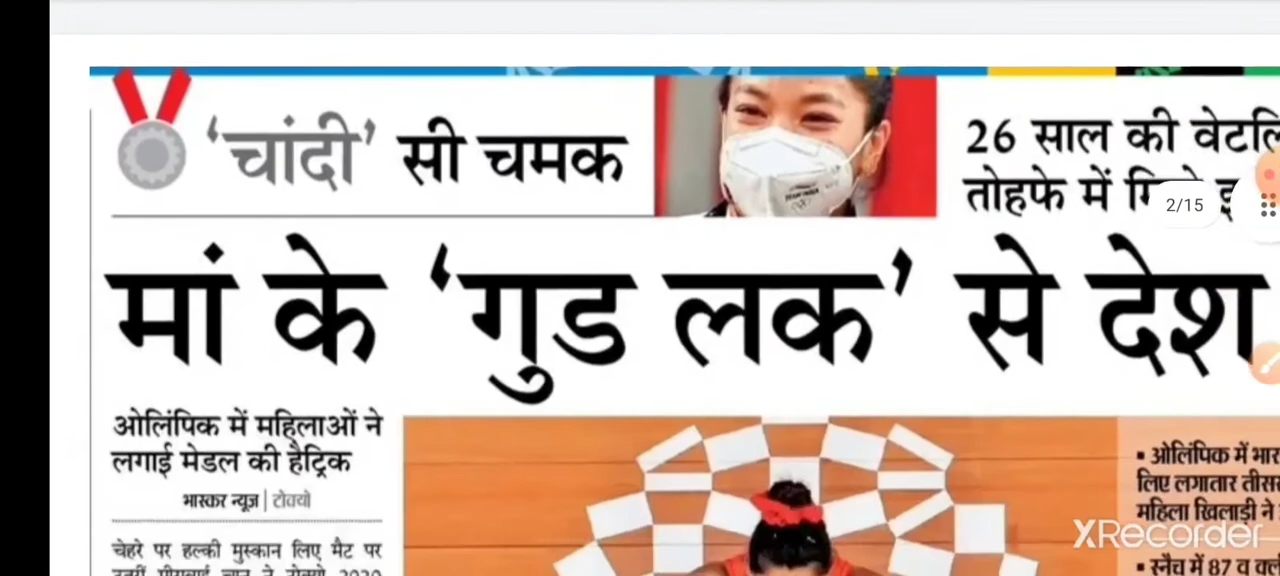 ‘चांदी’ सी चमक
26 साल की
तोहफे में
2/15
मां के ‘गुड लक’ से देश
ओलिंपिक में महिलाओं ने
लगाई मेडल की हैट्रिक
भास्कर न्यूज | टोक्यो
चेहरे पर हल्की मुस्कान लिए मैट पर
▪ ओलिंपिक में
लिए लगातार
महिला खिलाड़ी ने
▪ स्नैच में 87 व
XRecorder